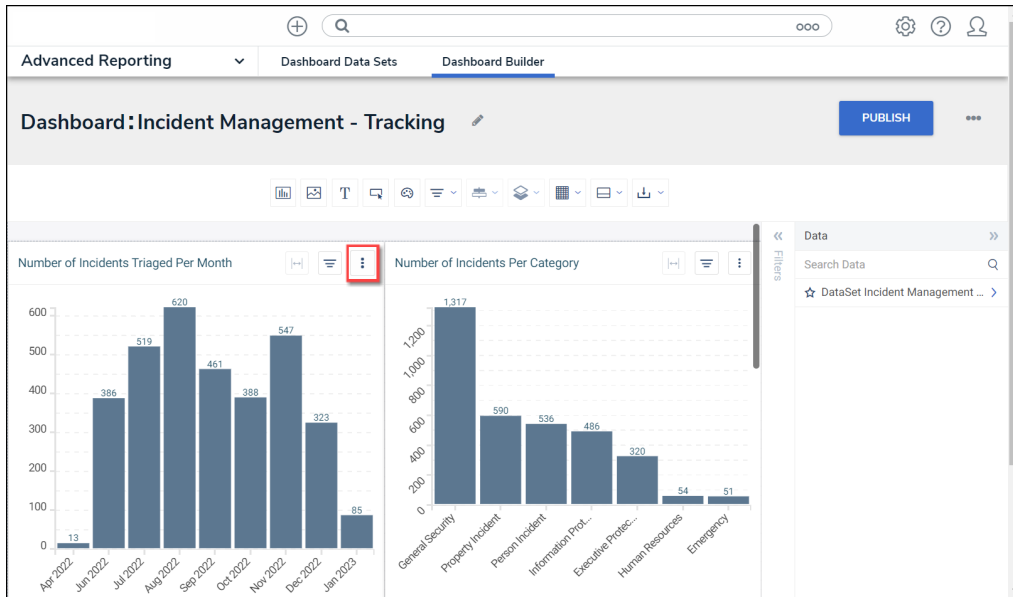 Advanced Reporting
Dashboard Data Sets
Dashboard Builder
Dashboard: Incident Management - Tracking
PUBLISH
T
Number of Incidents Triaged Per Month
600
500
400
300
200
100
0
13
386
519
620
461
388
547
323
85
Apr 2022
Jun 2022
Jul 2022
Aug 2022
Sep 2022
Oct 2022
Nov 2022
Dec 2022
Jan 2023
Number of Incidents Per Category
1,200
1,000
800
600
400
200
0
1,317
590
536
486
320
54
51
General Security
Property Incident
Person Incident
Information Prot...
Executive Protec...
Human Resources
Emergency
Filters
Data
Search Data
DataSet Incident Management ...